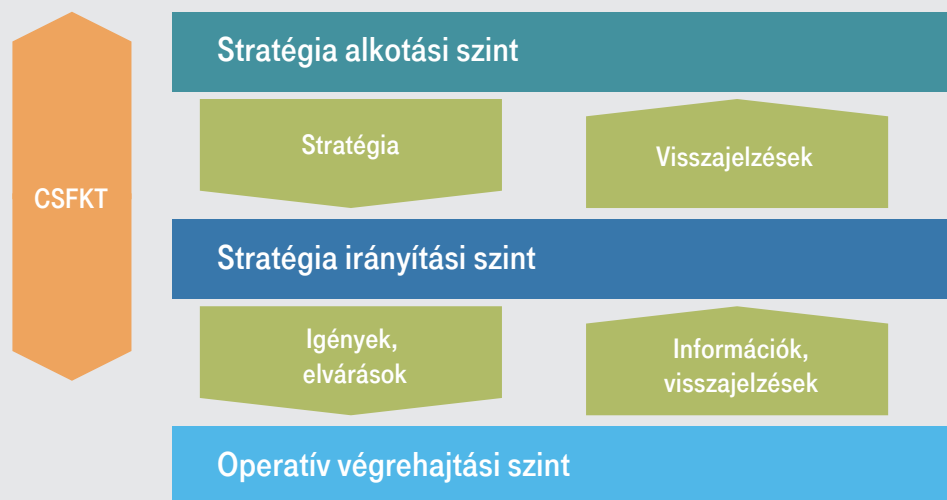 Stratégia alkotási szint
Stratégia
Visszajelzések
CSFKT
Stratégia irányítási szint
Igények,
elvárások
Információk,
visszajelzések
Operatív végrehajtási szint